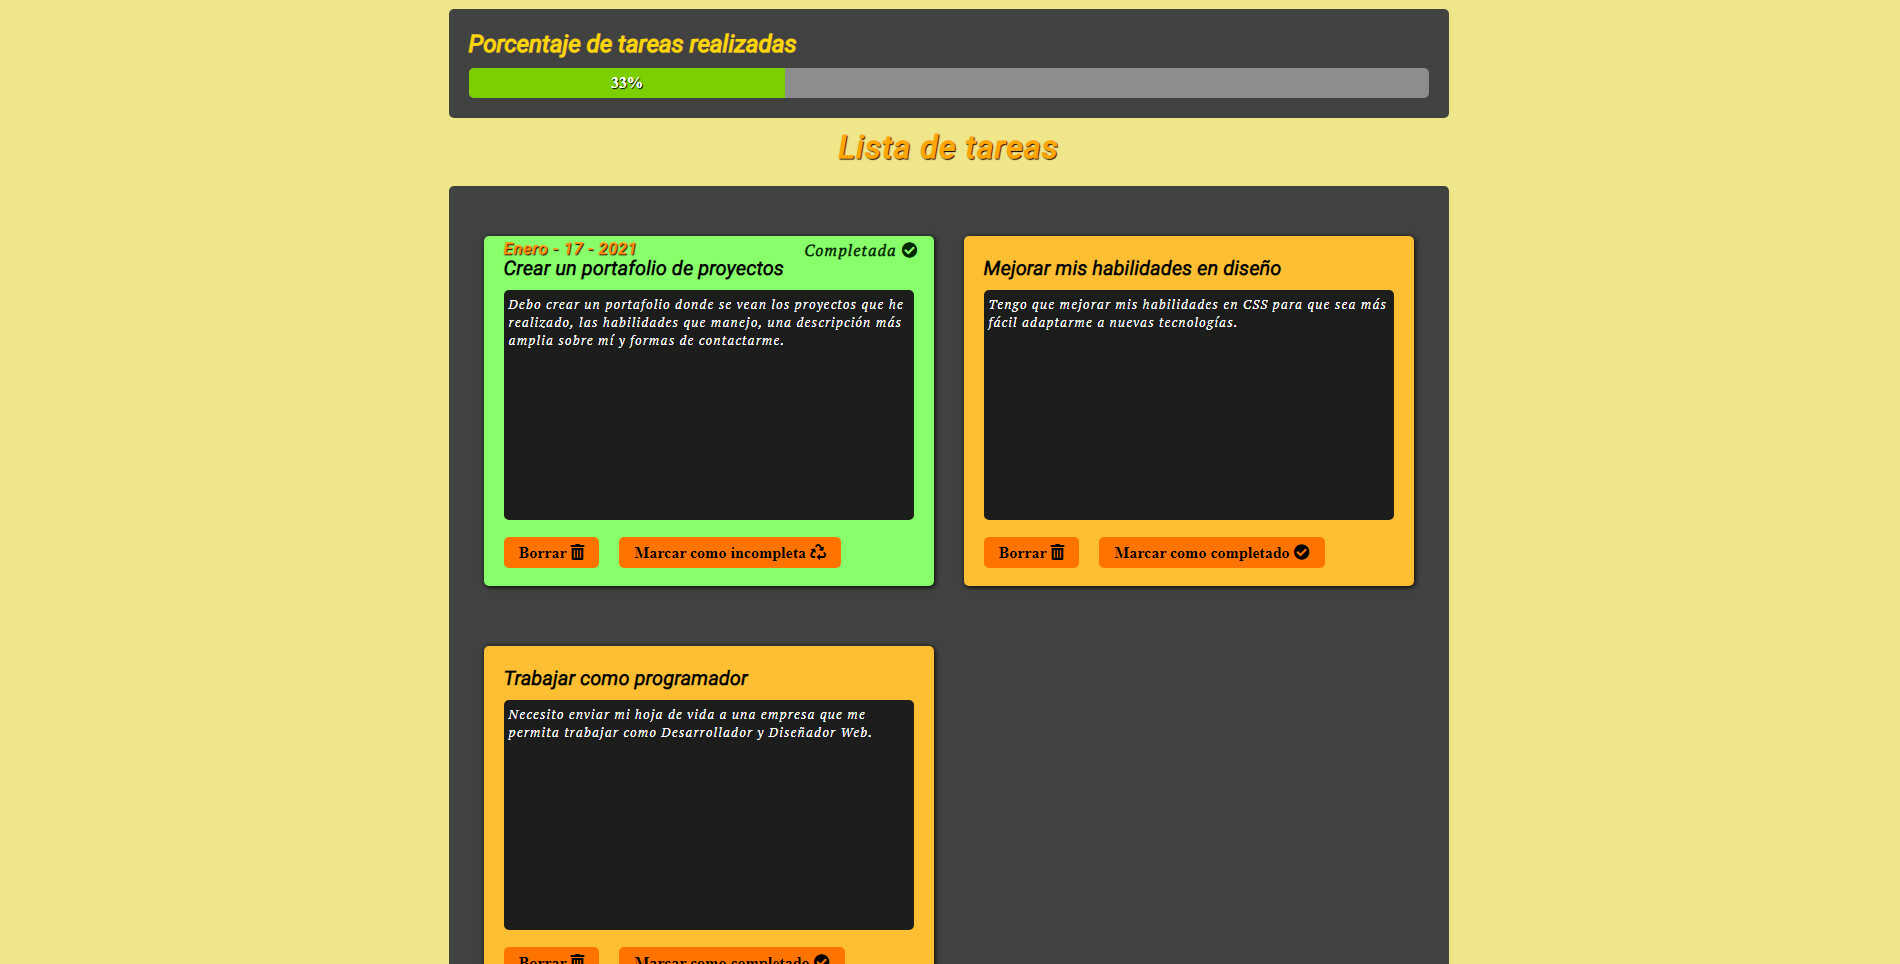 Porcentaje de tareas realizadas
33%
Lista de tareas
Enero - 17 - 2021
Completada
Crear un portafolio de proyectos
Debo crear un portafolio donde se vean los proyectos que he
realizado, las habilidades que manejo, una descripción más
amplia sobre mí y formas de contactarme.
Borrar
Marcar como incompleta
Mejorar mis habilidades en diseño
Tengo que mejorar mis habilidades en CSS para que sea más
fácil adaptarme a nuevas tecnologías.
Borrar
Marcar como completado
Trabajar como programador
Necesito enviar mi hoja de vida a una empresa que me
permita trabajar como Desarrollador y Diseñador Web.
Borrar
Marcar como completado